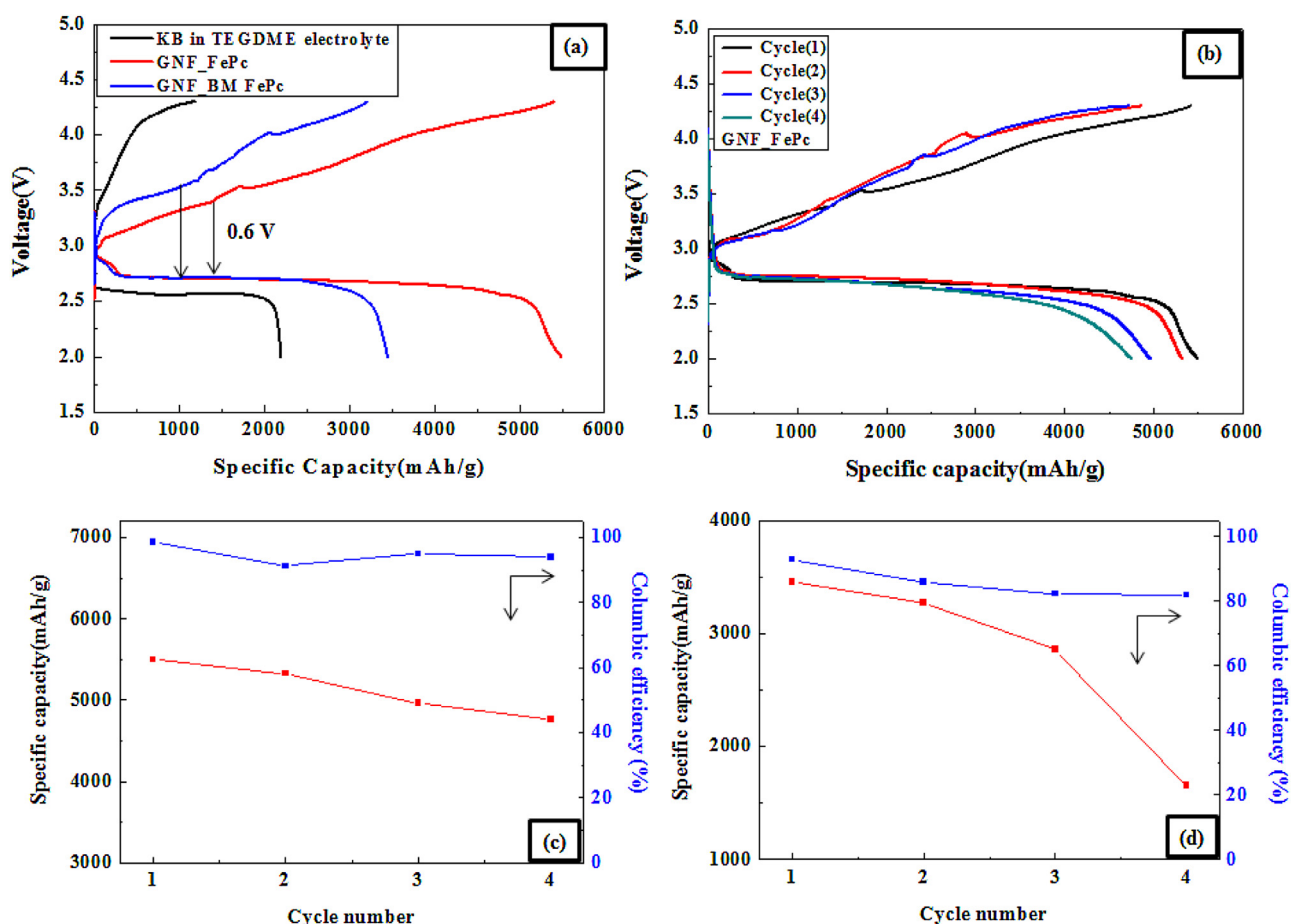 5.0
4.5
4.0
3.5
3.0
2.5
2.0
1.5
Voltage(V)
KB in TEGDME electrolyte
GNF_FePc
GNF_BM FePc
(a)
0.6 V
0 1000 2000 3000 4000 5000 6000
Specific Capacity(mAh/g)
5.0
4.5
4.0
3.5
3.0
2.5
2.0
1.5
Voltage(V)
Cycle(1)
Cycle(2)
Cycle(3)
Cycle(4)
GNF_FePc
(b)
0 1000 2000 3000 4000 5000 6000
Specific capacity(mAh/g)
7000
6000
5000
4000
3000
Specific capacity(mAh/g)
100
80
60
40
20
0
Columbic efficiency (%)
(c)
1 2 3 4
Cycle number
4000
3000
2000
1000
Specific capacity(mAh/g)
100
80
60
40
20
0
Columbic efficiency (%)
(d)
1 2 3 4
Cycle number